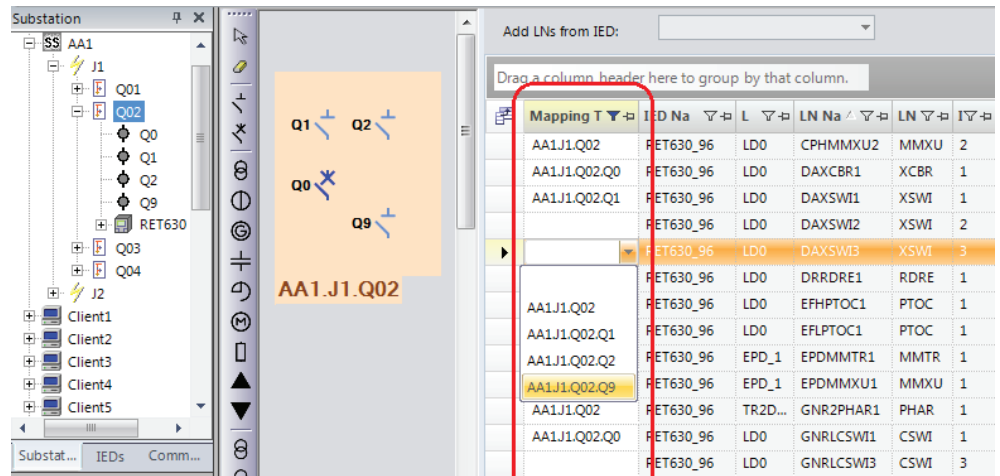 Substation
SS AA1
J1
Q01
Q02
Q0
Q1
Q2
Q9
RET630
Q03
Q04
J2
Client1
Client2
Client3
Client4
Client5
Substat... IEDs Comm...
Q1 Q2
Q0
Q9
AA1.J1.Q02
Add LNs from IED:
Drag a column header here to group by that column.
Mapping T IED Na L LN Na LN I
AA1J1.Q02 RET630_96 LD0 CPHMMXU2 MMXU 2
AA1J1.Q02.Q0 RET630_96 LD0 DAXCBR1 XCBR 1
AA1J1.Q02.Q1 RET630_96 LD0 DAXSWI1 XSWI 1
RET630_96 LD0 DAXSWI2 XSWI 2
RET630_96 LD0 DAXSWI3 XSWI 3
RET630_96 LD0 DRRDRE1 RDRE 1
AA1J1.Q02 RET630_96 LD0 EFHPTOC1 PTOC 1
AA1J1.Q02.Q1 RET630_96 LD0 EFLPTOC1 PTOC 1
AA1J1.Q02.Q2 RET630_96 EPD_1 EPDMMTR1 MMTR 1
AA1J1.Q02.Q9 RET630_96 EPD_1 EPDMMXU1 MMXU 1
AA1J1.Q02 RET630_96 TR2D... GNR2PHAR1 PHAR 1
AA1J1.Q02.Q0 RET630_96 LD0 GNRLCSWI1 CSWI 1
RET630_96 LD0 GNRLCSWI3 CSWI 3